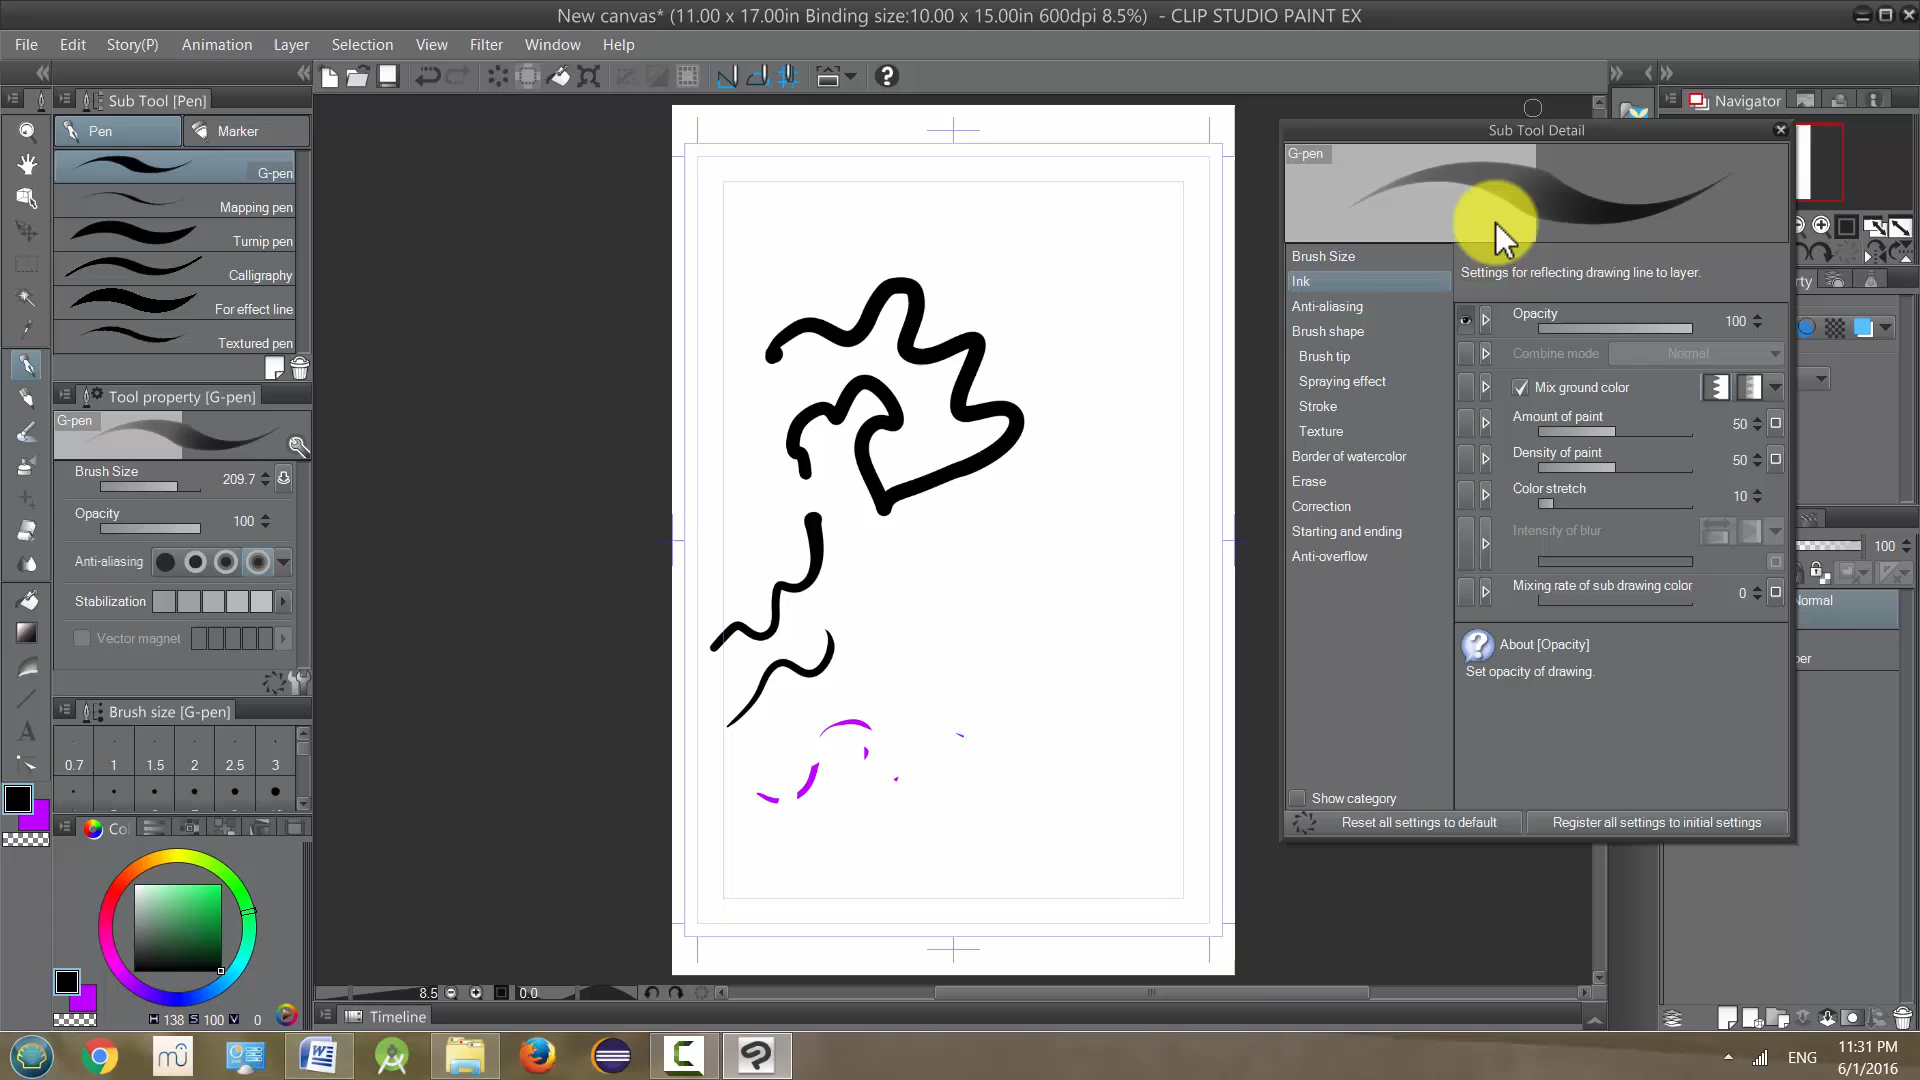 New canvas* (11.00 x 17.00in Binding size:10.00 x 15.00in 600dpi 8.5%)  - CLIP STUDIO PAINT EX
File Edit Story(P) Animation Layer Selection View Filter Window Help
Sub Tool [Pen]
Pen Marker
G-pen
Mapping pen
Turnip pen
Calligraphy
For effect line
Textured pen
Tool property [G-pen]
G-pen
Brush Size 209.7
Opacity 100
Anti-aliasing
Stabilization
Vector magnet
Brush size [G-pen]
0.7 1 1.5 2 2.5 3
Co
H 138 S 100 V 0
8.5 0.0
Timeline
Sub Tool Detail
G-pen
Brush Size
Ink
Anti-aliasing
Brush shape
Brush tip
Spraying effect
Stroke
Texture
Border of watercolor
Erase
Correction
Starting and ending
Anti-overflow
Show category
Settings for reflecting drawing line to layer.
Opacity 100
Combine mode Normal
Mix ground color
Amount of paint 50
Density of paint 50
Color stretch 10
Intensity of blur
Mixing rate of sub drawing color 0
About [Opacity]
Set opacity of drawing.
Reset all settings to default Register all settings to initial settings
Navigator
rty
100
Normal
per
ENG
11:31 PM
6/1/2016